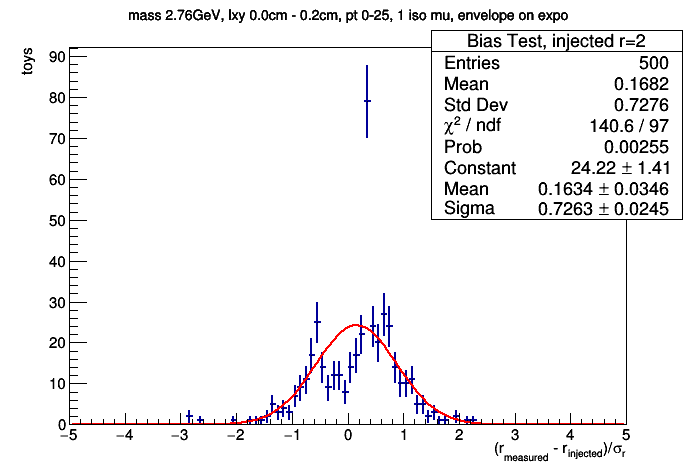 mass 2.76GeV, lxy 0.0cm - 0.2cm, pt 0-25, 1 iso mu, envelope on expo
Bias Test, injected r=2
Entries 500
Mean 0.1682
Std Dev 0.7276
χ² / ndf 140.6 / 97
Prob 0.00255
Constant 24.22 ± 1.41
Mean 0.1634 ± 0.0346
Sigma 0.7263 ± 0.0245
toys
90
80
70
60
50
40
30
20
10
0
−5 −4 −3 −2 −1 0 1 2 3 4 5
(r_measured - r_injected)/σ_r